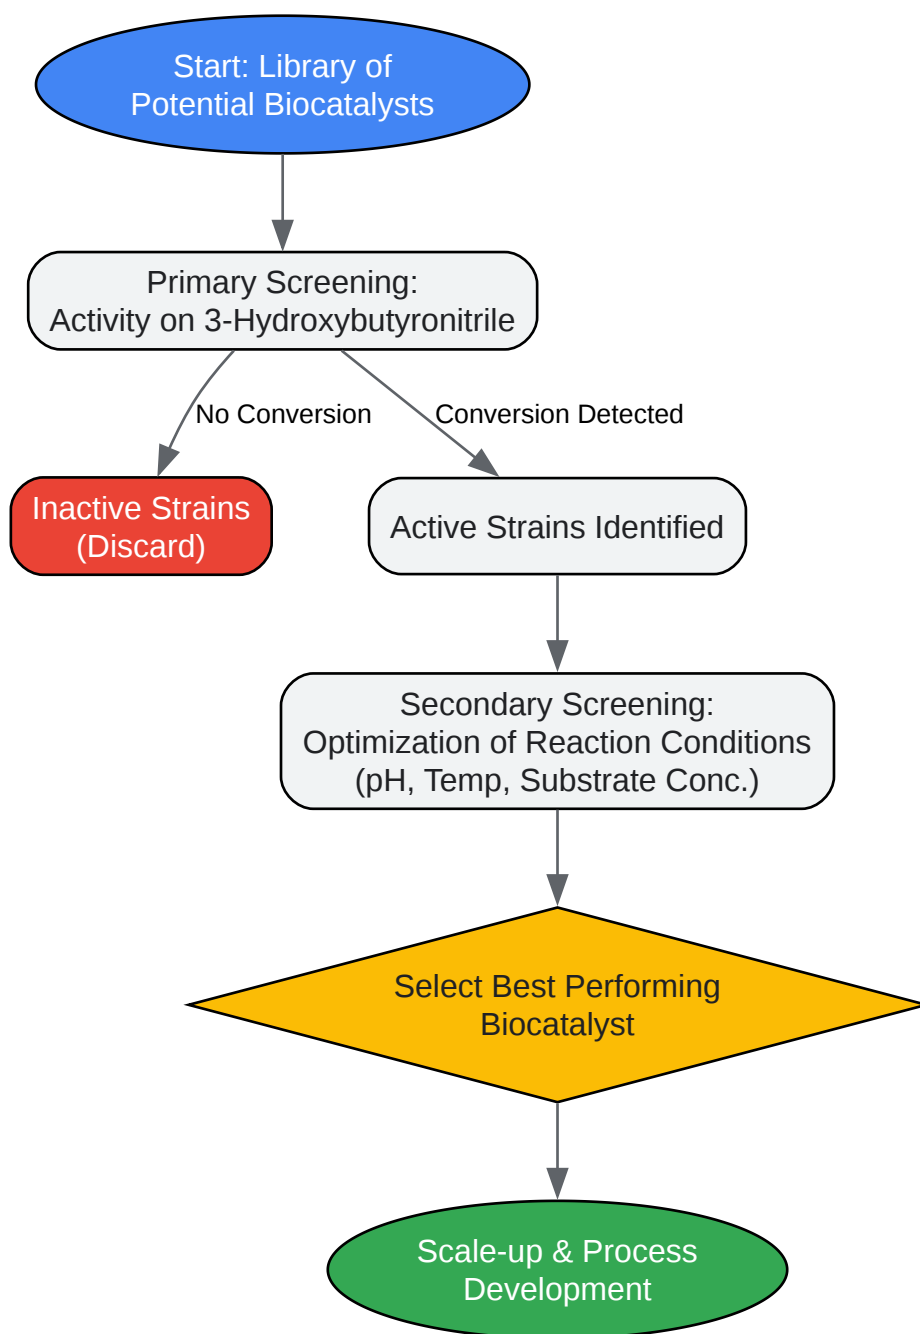 Start: Library of
Potential Biocatalysts
Primary Screening:
Activity on 3-Hydroxybutyronitrile
No Conversion
Conversion Detected
Inactive Strains
(Discard)
Active Strains Identified
Secondary Screening:
Optimization of Reaction Conditions
(pH, Temp, Substrate Conc.)
Select Best Performing
Biocatalyst
Scale-up & Process
Development